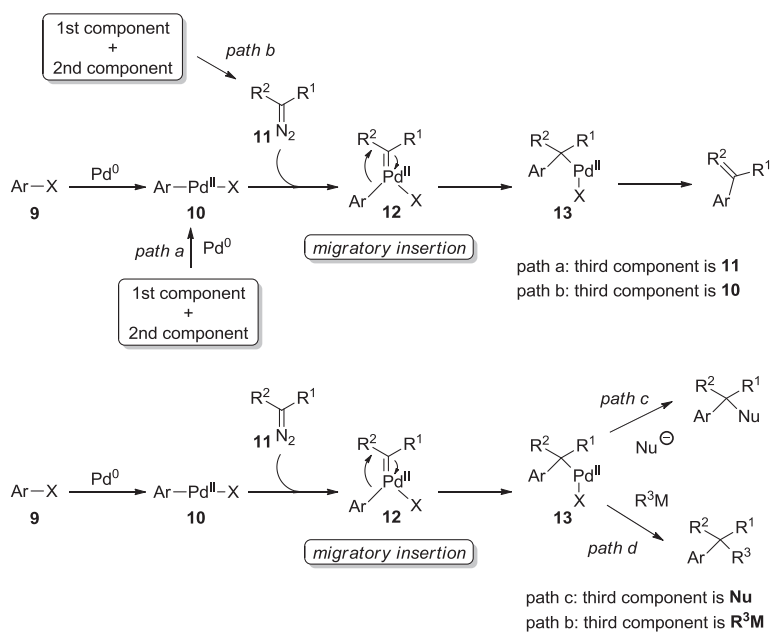 1st component
+
2nd component
path b
R² R¹
11 N₂
Ar–X
9
Pd⁰
Ar–Pdᴵᴵ–X
10
R² R¹
Pdᴵᴵ
Ar X
12
migratory insertion
R² R¹
Ar Pdᴵᴵ
X
13
R² R¹
Ar
path a Pd⁰
1st component
+
2nd component
path a: third component is 11
path b: third component is 10
R² R¹
11 N₂
Ar–X
9
Pd⁰
Ar–Pdᴵᴵ–X
10
R² R¹
Pdᴵᴵ
Ar X
12
migratory insertion
R² R¹
Ar Pdᴵᴵ
X
13
path c
Nu⊖
R² R¹
Ar Nu
R³M
path d
R² R¹
Ar R³
path c: third component is Nu
path b: third component is R³M